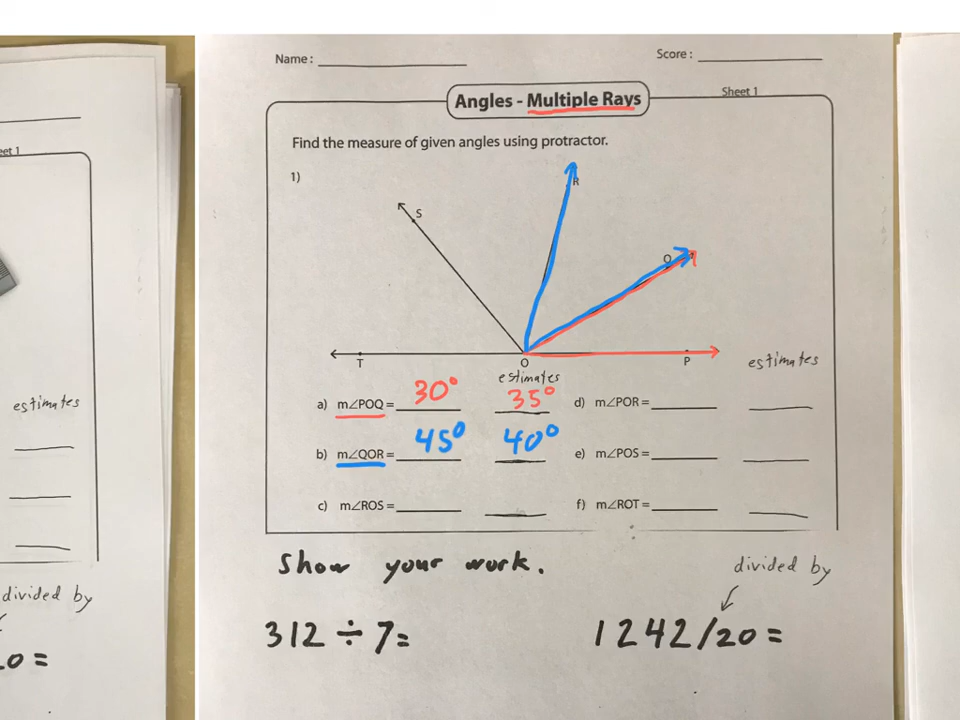 Name :
Score :
Angles - Multiple Rays
Sheet 1
Find the measure of given angles using protractor.
1)
S
R
Q
T
O
P
estimates
estimates
a) m∠POQ = 30° 35°
d) m∠POR =
b) m∠QOR = 45° 40°
e) m∠POS =
c) m∠ROS =
f) m∠ROT =
Show your work.
divided by
312 ÷ 7=
1242/20 =
estimates
divided by